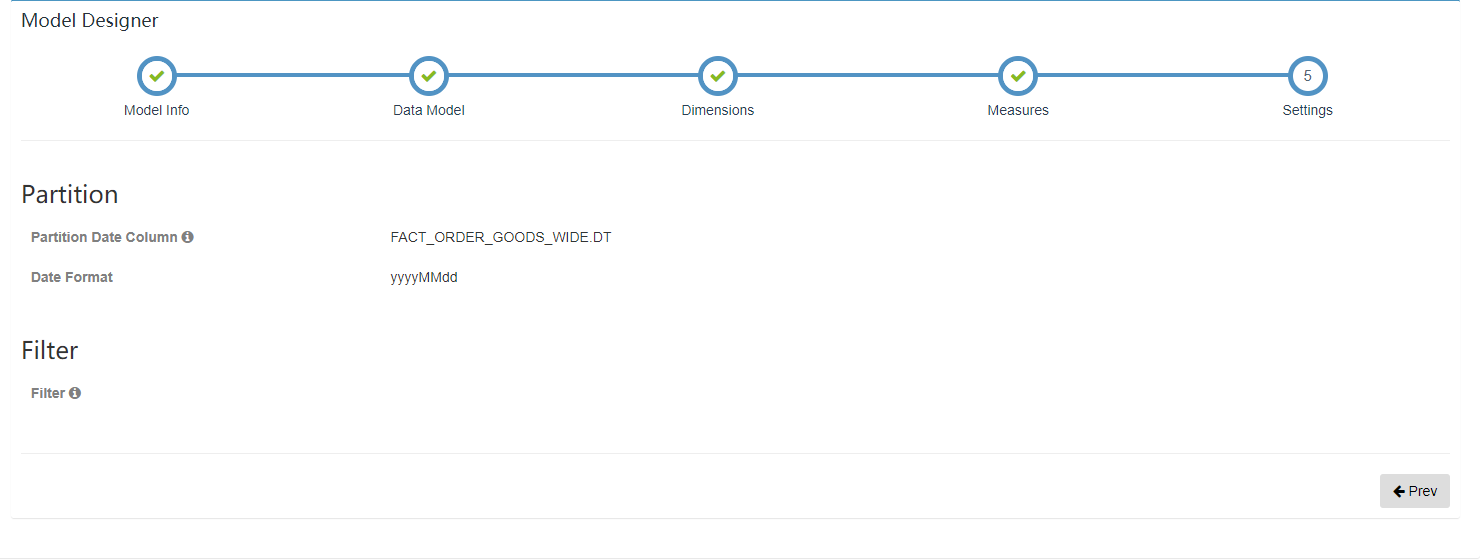 Model Designer
5
Model Info
Data Model
Dimensions
Measures
Settings
Partition
Partition Date Column
FACT_ORDER_GOODS_WIDE.DT
Date Format
yyyyMMdd
Filter
Filter
Prev